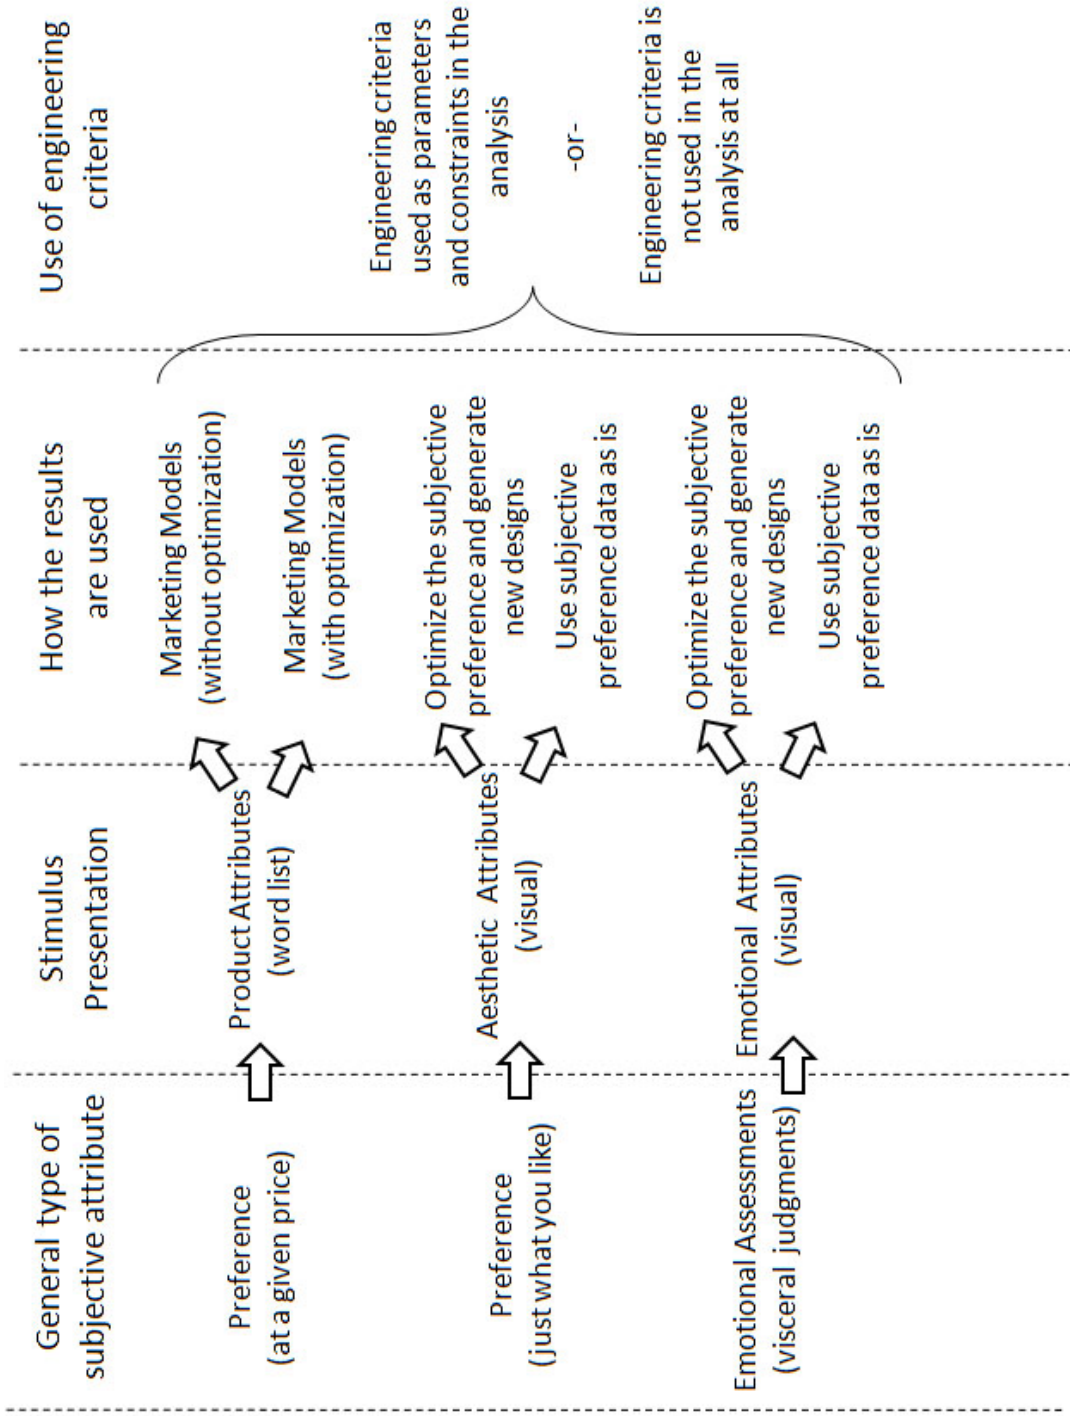 General type of
subjective attribute
Stimulus
Presentation
How the results
are used
Use of engineering
criteria
Preference
(at a given price)
Product Attributes
(word list)
Marketing Models
(without optimization)
Marketing Models
(with optimization)
Preference
(just what you like)
Aesthetic Attributes
(visual)
Optimize the subjective
preference and generate
new designs
Use subjective
preference data as is
Emotional Assessments
(visceral judgments)
Emotional Attributes
(visual)
Optimize the subjective
preference and generate
new designs
Use subjective
preference data as is
Engineering criteria
used as parameters
and constraints in the
analysis
-or-
Engineering criteria is
not used in the
analysis at all